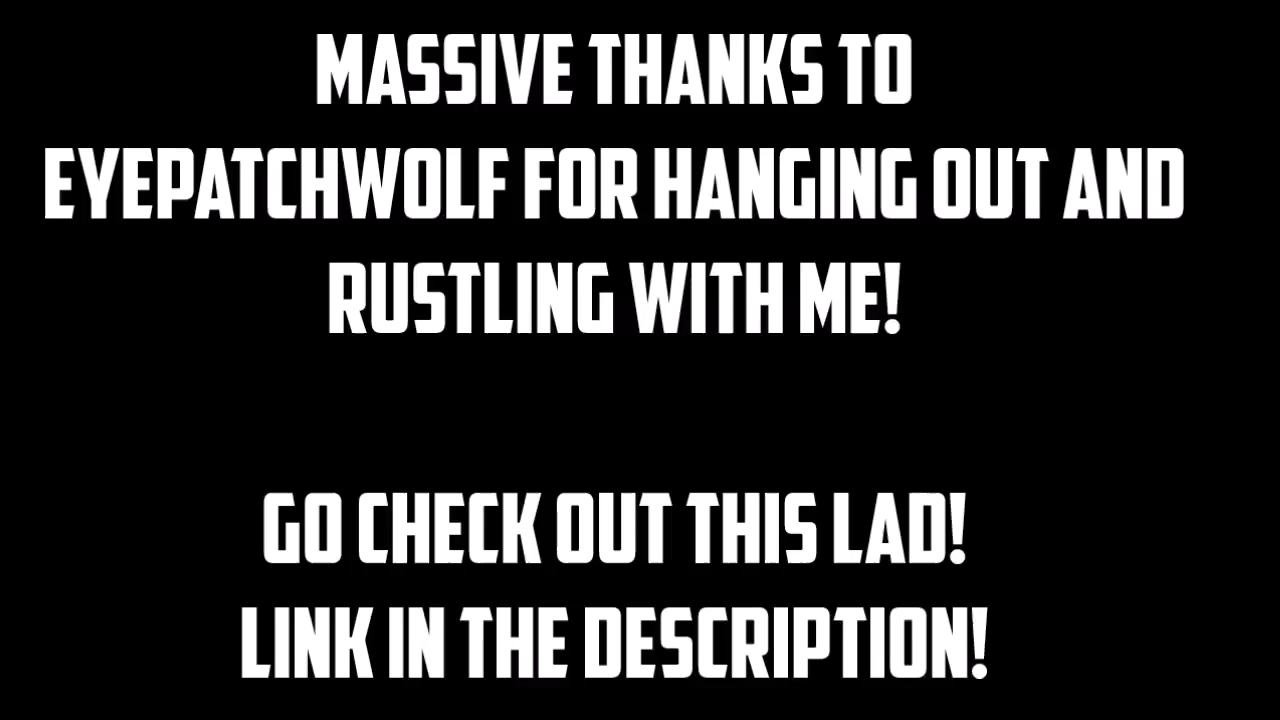 MASSIVE THANKS TO
EYEPATCHWOLF FOR HANGING OUT AND
RUSTLING WITH ME!
GO CHECK OUT THIS LAD!
LINK IN THE DESCRIPTION!